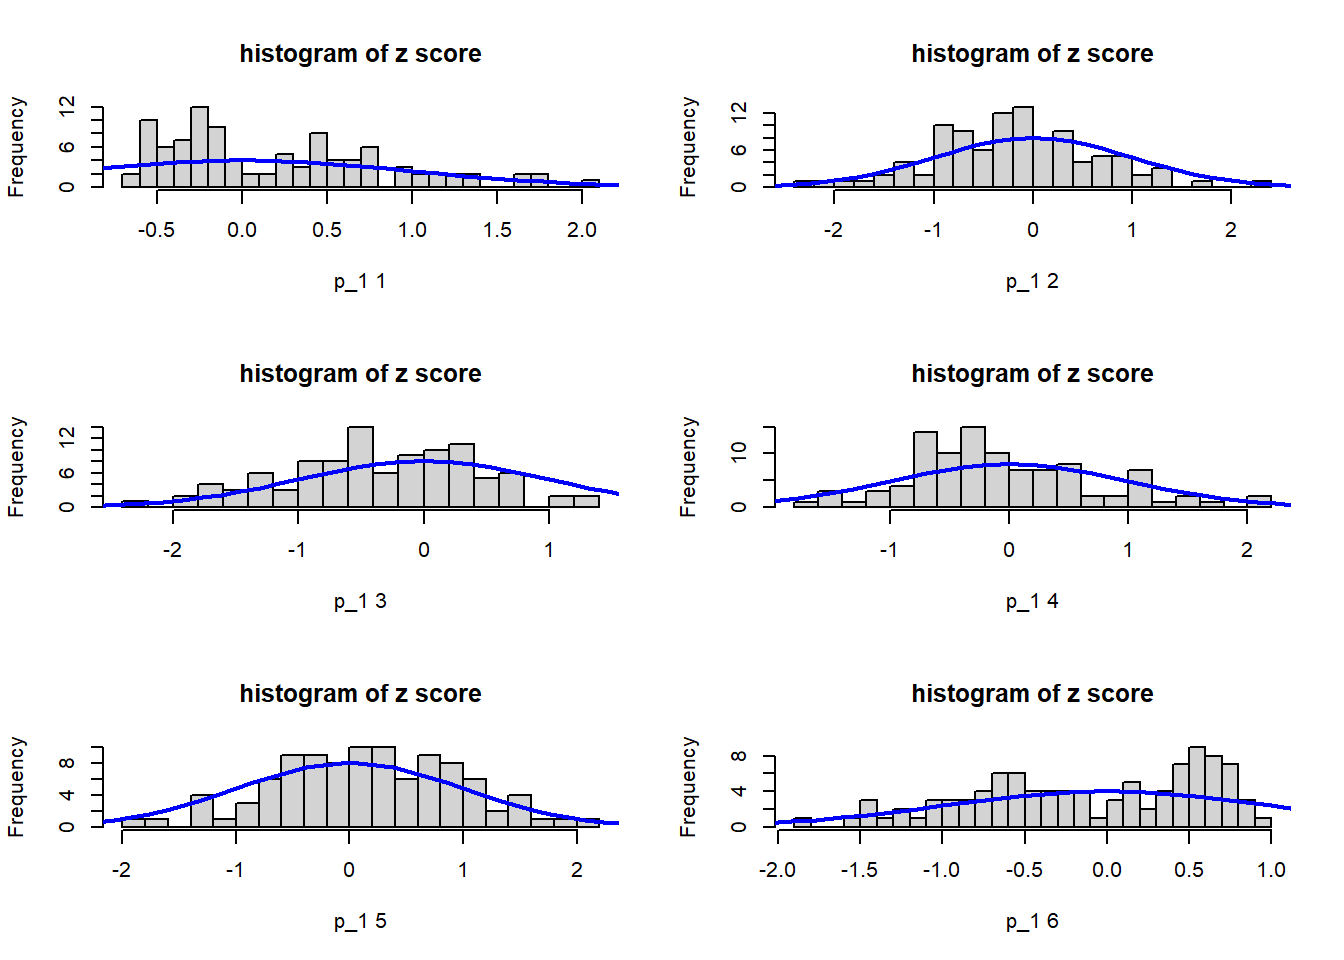 histogram of z score
Frequency
12
6
0
-0.5 0.0 0.5 1.0 1.5 2.0
p_1 1
histogram of z score
Frequency
12
6
0
-2 -1 0 1 2
p_1 2
histogram of z score
Frequency
12
6
0
-2 -1 0 1
p_1 3
histogram of z score
Frequency
10
0
-1 0 1 2
p_1 4
histogram of z score
Frequency
8
4
0
-2 -1 0 1 2
p_1 5
histogram of z score
Frequency
8
4
0
-2.0 -1.5 -1.0 -0.5 0.0 0.5 1.0
p_1 6